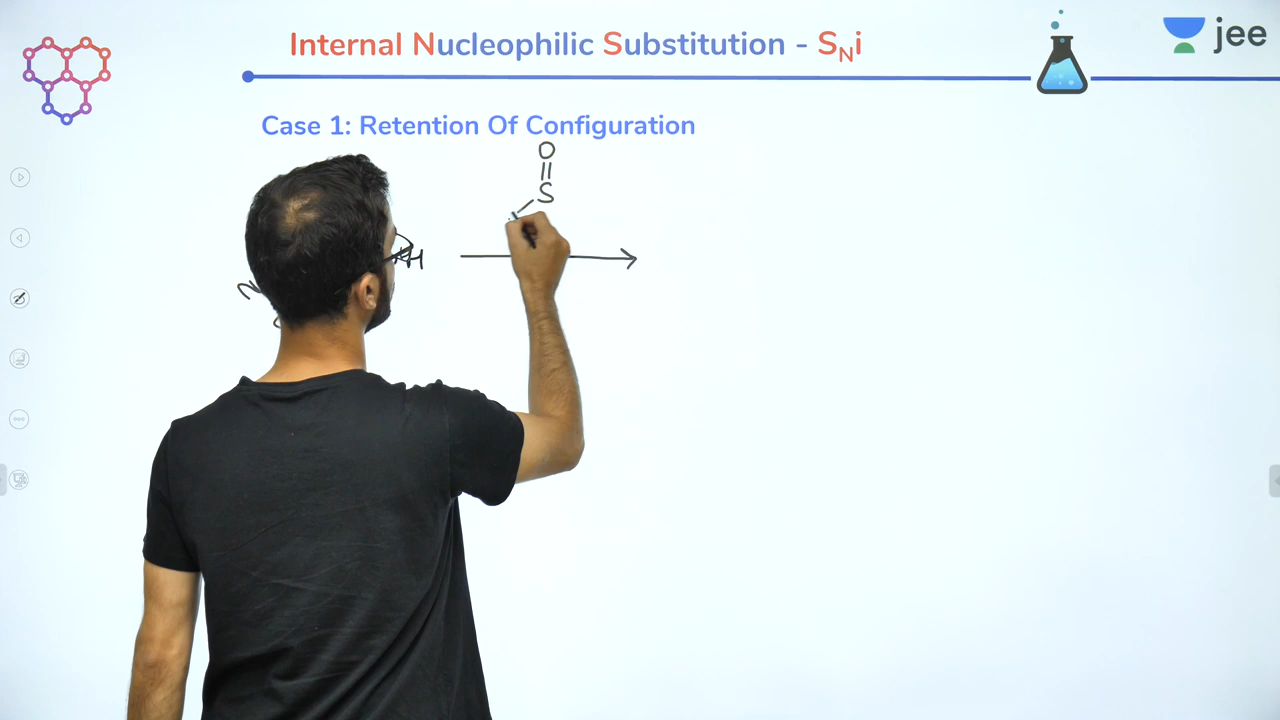 Internal Nucleophilic Substitution - SNi
jee
Case 1: Retention Of Configuration
O
S
H